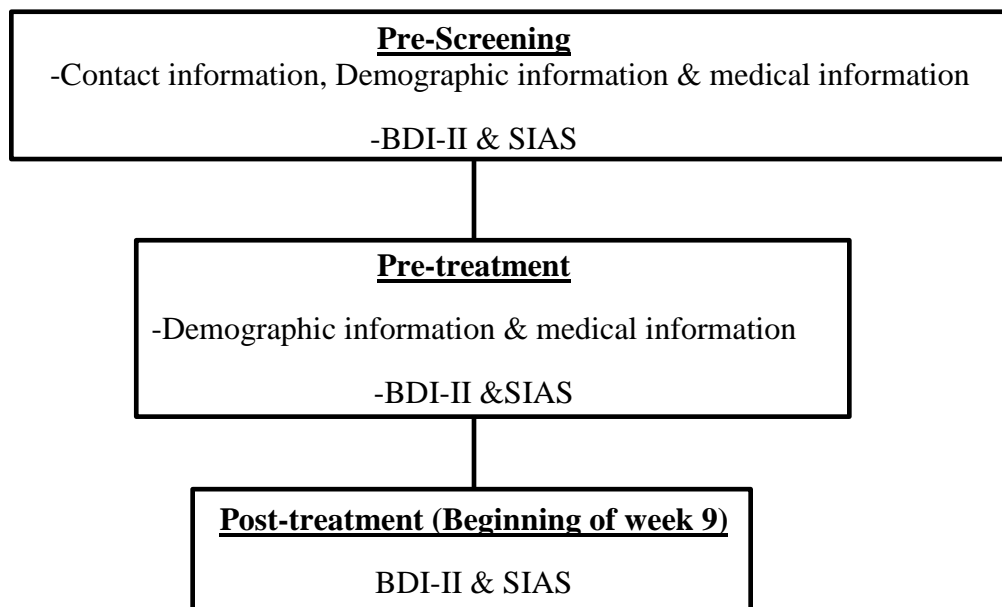 Pre-Screening
-Contact information, Demographic information & medical information
-BDI-II & SIAS
Pre-treatment
-Demographic information & medical information
-BDI-II &SIAS
Post-treatment (Beginning of week 9)
BDI-II & SIAS